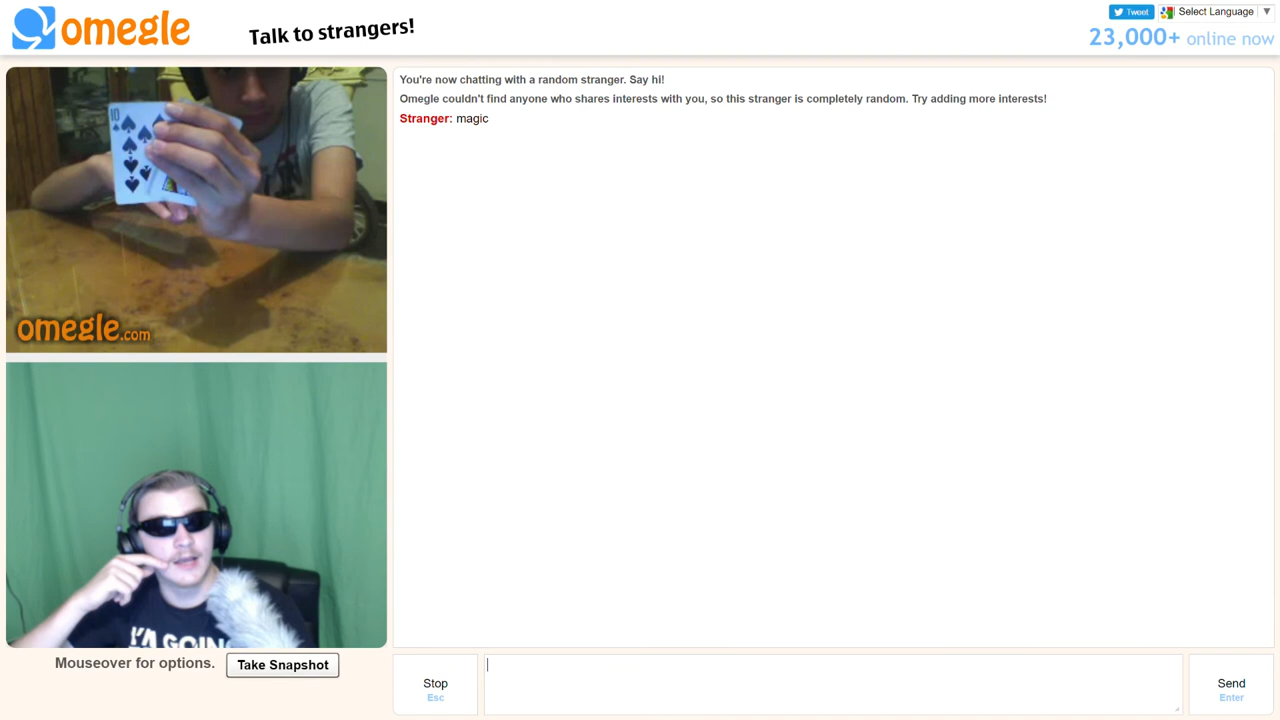 omegle
Talk to strangers!
Tweet
Select Language ▼
23,000+ online now
10
omegle.com
You're now chatting with a random stranger. Say hi!
Omegle couldn't find anyone who shares interests with you, so this stranger is completely random. Try adding more interests!
Stranger: magic
I'M GOING
Mouseover for options.
Take Snapshot
Stop
Esc
Send
Enter